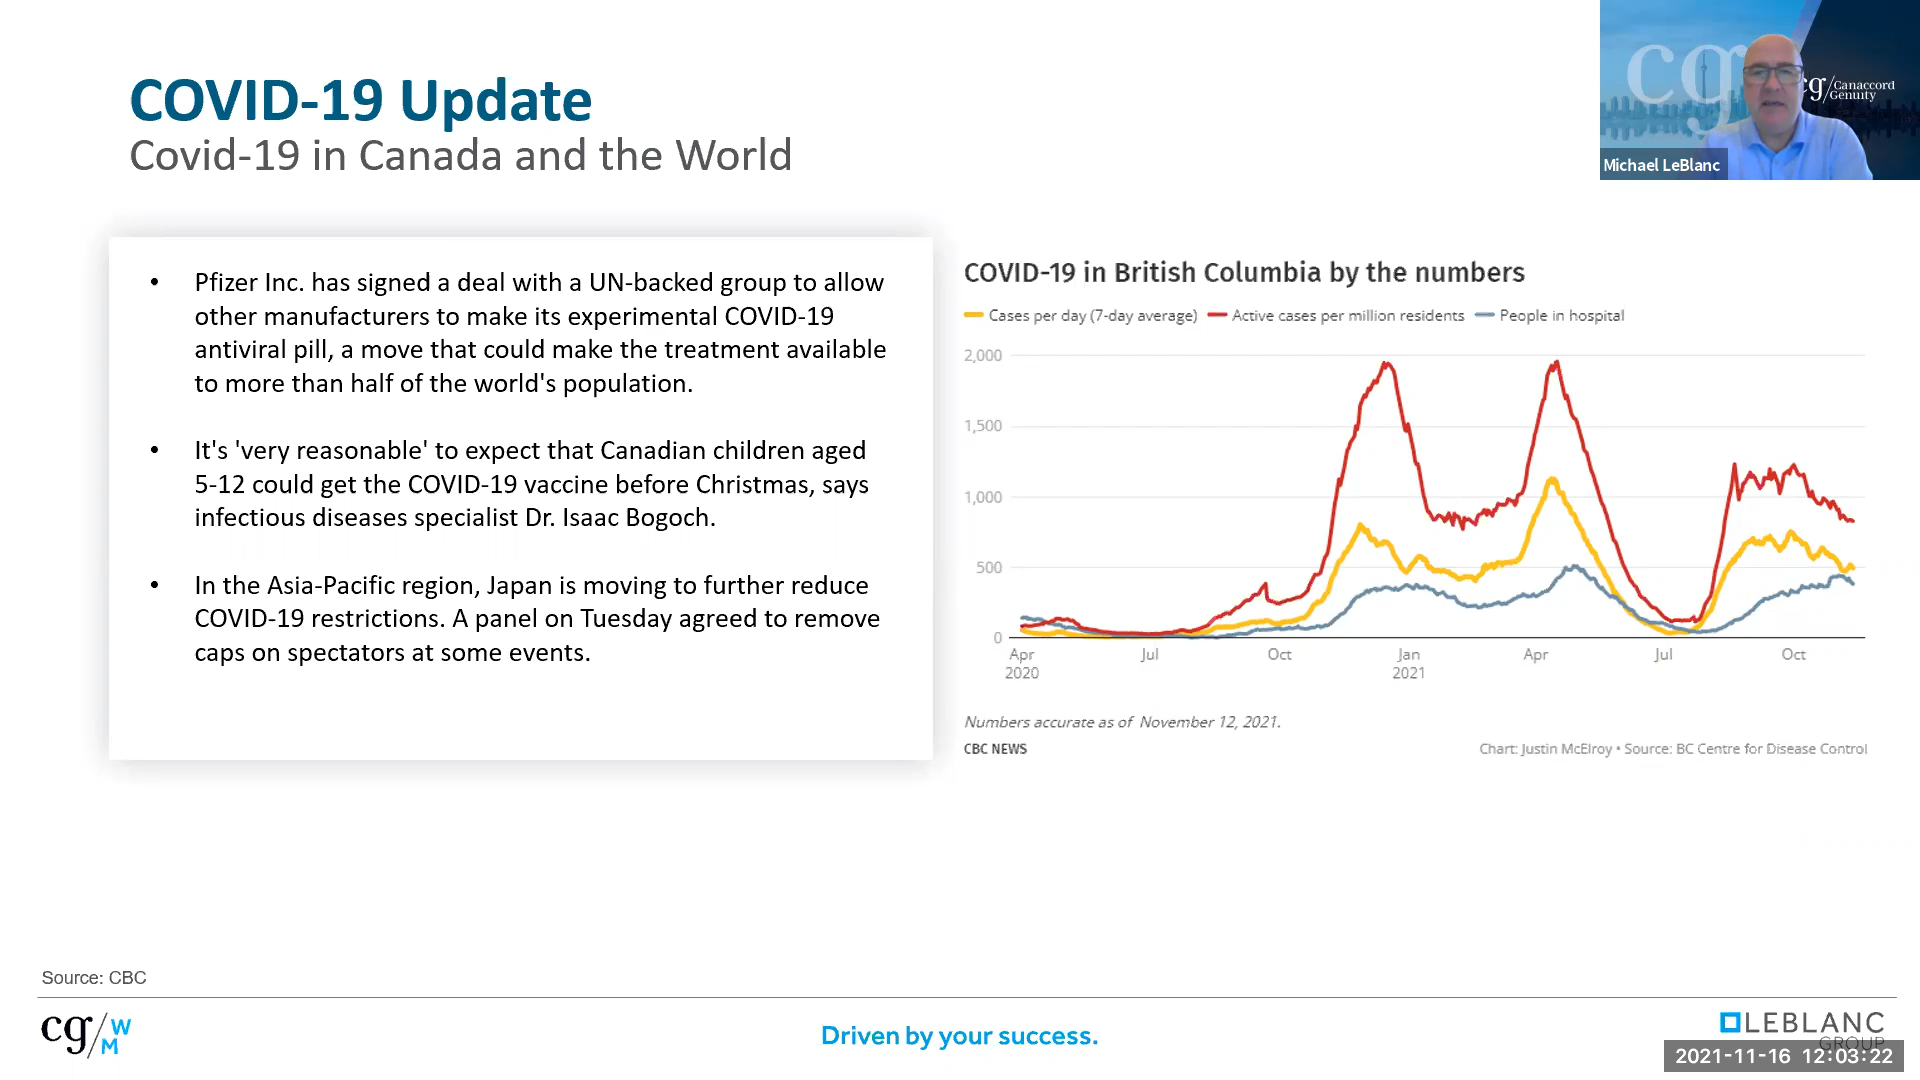 COVID-19 Update
Covid-19 in Canada and the World
cg
cg/Canaccord
Genuity
Michael LeBlanc
• Pfizer Inc. has signed a deal with a UN-backed group to allow
other manufacturers to make its experimental COVID-19
antiviral pill, a move that could make the treatment available
to more than half of the world's population.
• It's 'very reasonable' to expect that Canadian children aged
5-12 could get the COVID-19 vaccine before Christmas, says
infectious diseases specialist Dr. Isaac Bogoch.
• In the Asia-Pacific region, Japan is moving to further reduce
COVID-19 restrictions. A panel on Tuesday agreed to remove
caps on spectators at some events.
COVID-19 in British Columbia by the numbers
Cases per day (7-day average) Active cases per million residents People in hospital
2,000
1,500
1,000
500
0
Apr Jul Oct Jan Apr Jul Oct
2020 2021
Numbers accurate as of November 12, 2021.
CBC NEWS Chart: Justin McElroy • Source: BC Centre for Disease Control
Source: CBC
cg/WM
Driven by your success.
LEBLANC
GROUP
2021-11-16 12:03:22